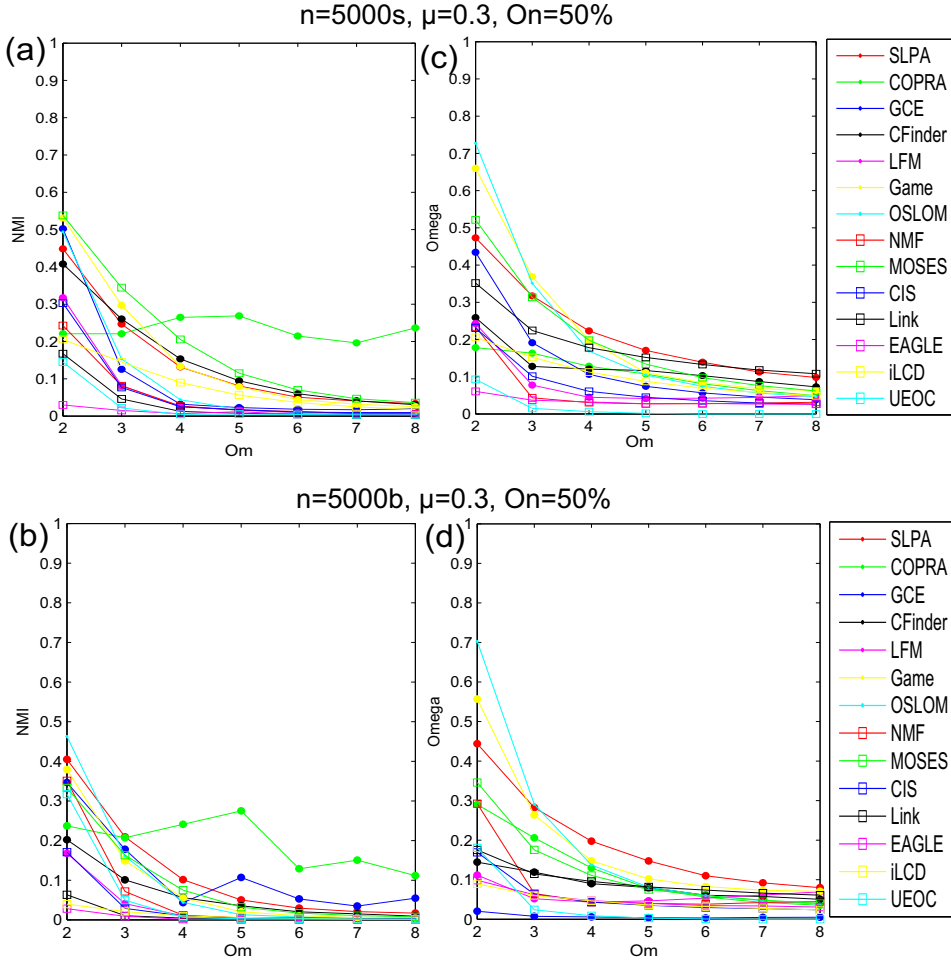 n=5000s, μ=0.3, On=50%
(a)
1
0.9
0.8
0.7
0.6
0.5
0.4
0.3
0.2
0.1
0
NMI
2 3 4 5 6 7 8
Om
(c)
1
0.9
0.8
0.7
0.6
0.5
0.4
0.3
0.2
0.1
0
Omega
2 3 4 5 6 7 8
Om
SLPA
COPRA
GCE
CFinder
LFM
Game
OSLOM
NMF
MOSES
CIS
Link
EAGLE
iLCD
UEOC
n=5000b, μ=0.3, On=50%
(b)
1
0.9
0.8
0.7
0.6
0.5
0.4
0.3
0.2
0.1
0
NMI
2 3 4 5 6 7 8
Om
(d)
1
0.9
0.8
0.7
0.6
0.5
0.4
0.3
0.2
0.1
0
Omega
2 3 4 5 6 7 8
Om
SLPA
COPRA
GCE
CFinder
LFM
Game
OSLOM
NMF
MOSES
CIS
Link
EAGLE
iLCD
UEOC